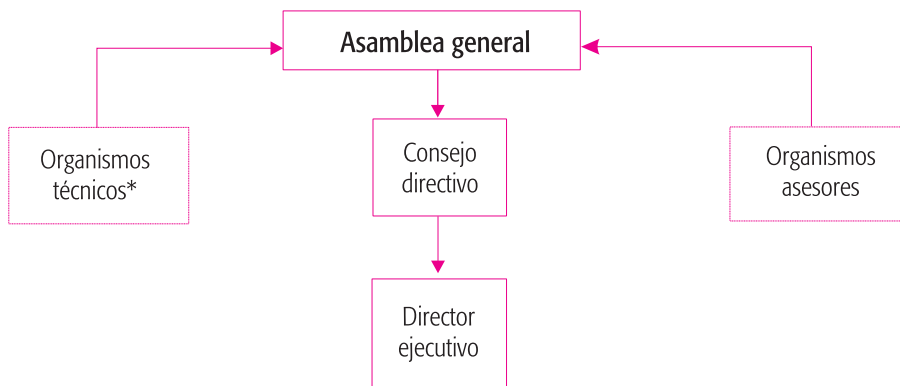 Asamblea general
Organismos
técnicos*
Consejo
directivo
Organismos
asesores
Director
ejecutivo